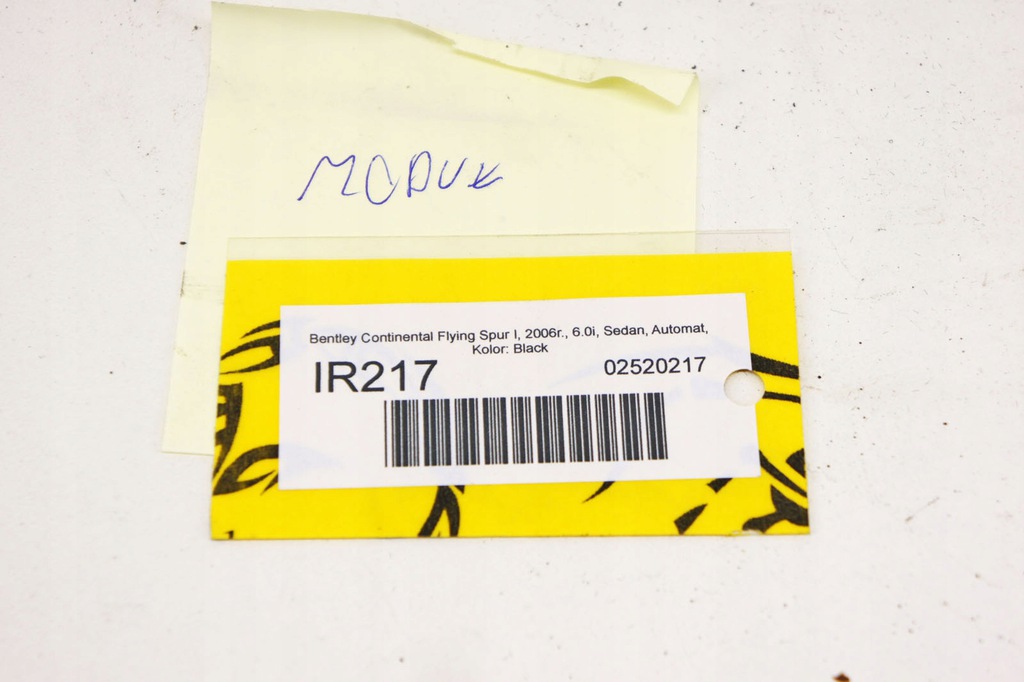 MODUŁ
Bentley Continental Flying Spur I, 2006r., 6.0i, Sedan, Automat,
Kolor: Black
IR217
02520217